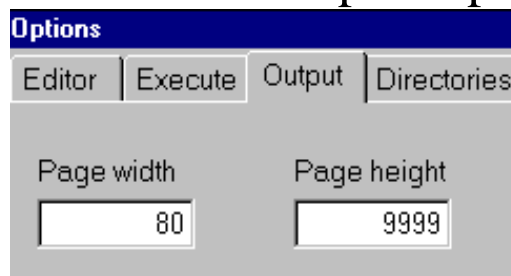 Options
Editor Execute Output Directories
Page width Page height
80 9999